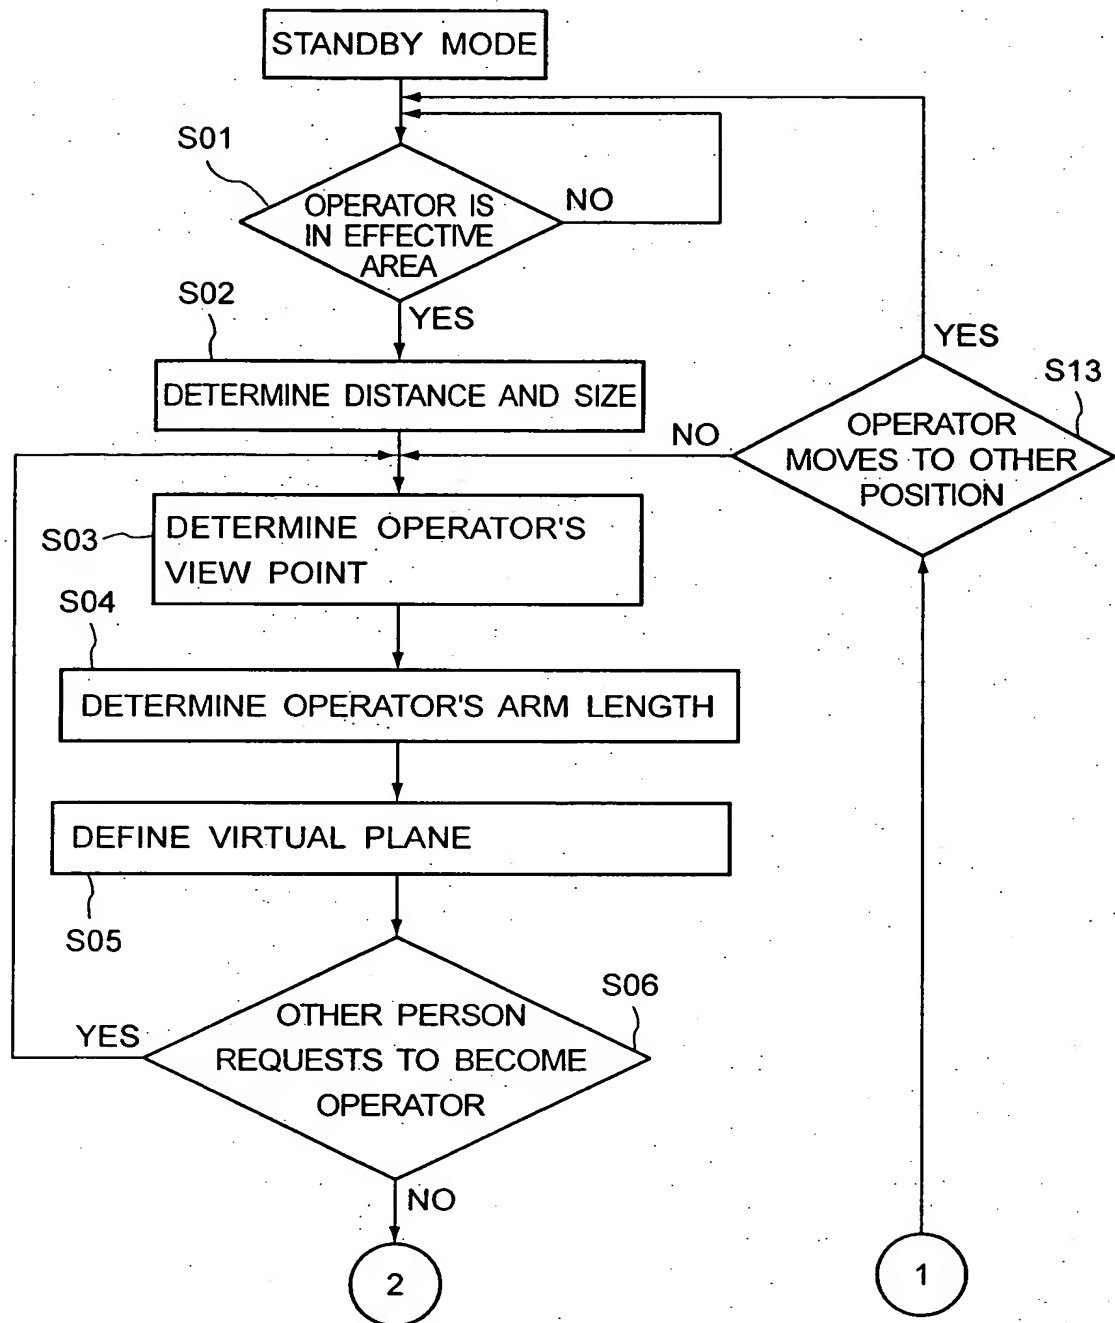 STANDBY MODE
S01
OPERATOR IS
IN EFFECTIVE
AREA
NO
S02
YES
DETERMINE DISTANCE AND SIZE
YES
S13
OPERATOR
MOVES TO OTHER
POSITION
NO
S03
DETERMINE OPERATOR'S
VIEW POINT
S04
DETERMINE OPERATOR'S ARM LENGTH
DEFINE VIRTUAL PLANE
S05
S06
OTHER PERSON
REQUESTS TO BECOME
OPERATOR
YES
NO
2
1